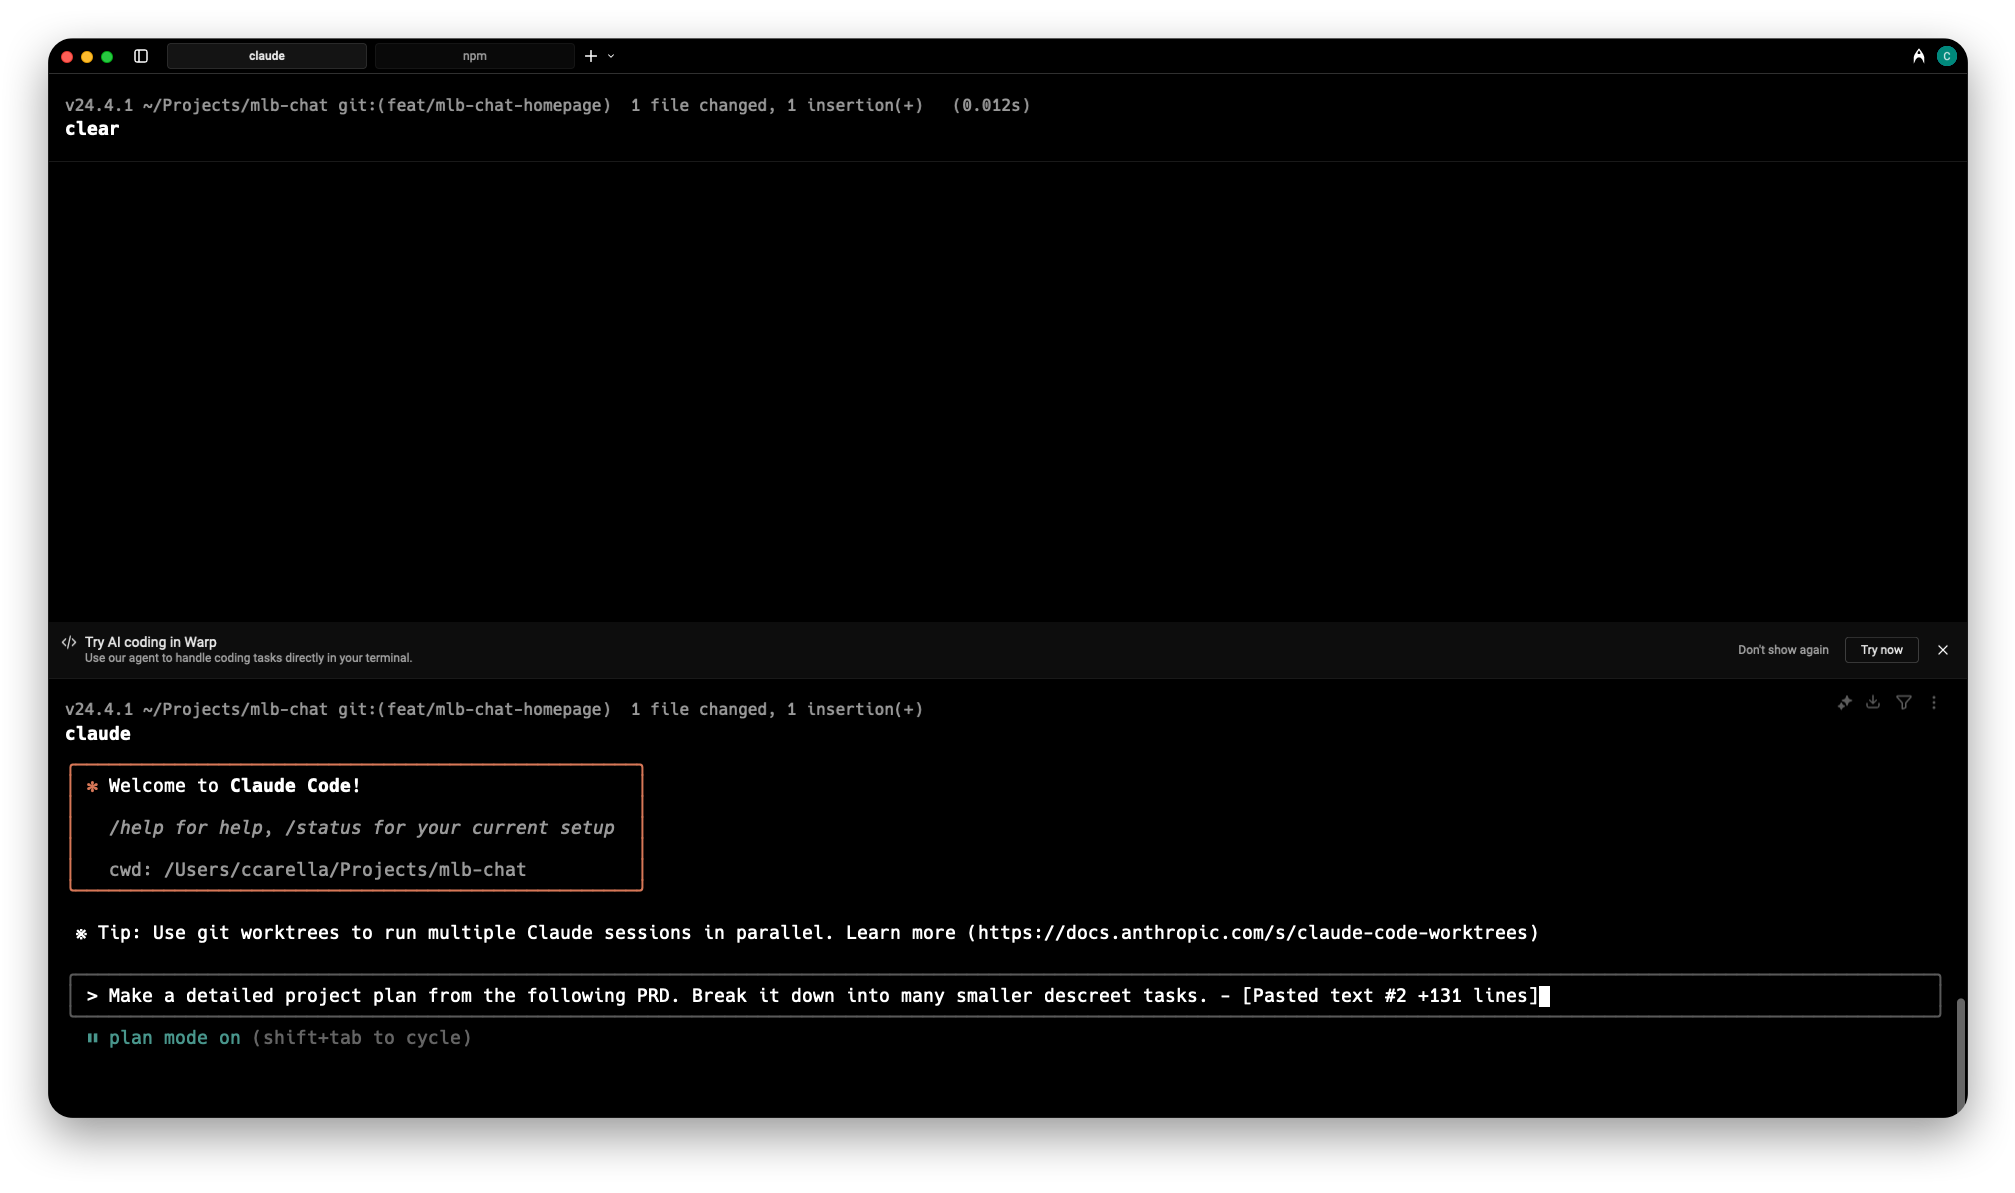 claude
npm
C
v24.4.1 ~/Projects/mlb-chat git:(feat/mlb-chat-homepage)  1 file changed, 1 insertion(+)   (0.012s)
clear
</> Try AI coding in Warp
Use our agent to handle coding tasks directly in your terminal.
Don't show again
Try now
v24.4.1 ~/Projects/mlb-chat git:(feat/mlb-chat-homepage)  1 file changed, 1 insertion(+)
claude
✻ Welcome to Claude Code!
/help for help, /status for your current setup
cwd: /Users/ccarella/Projects/mlb-chat
※ Tip: Use git worktrees to run multiple Claude sessions in parallel. Learn more (https://docs.anthropic.com/s/claude-code-worktrees)
> Make a detailed project plan from the following PRD. Break it down into many smaller descreet tasks. - [Pasted text #2 +131 lines]
⏸ plan mode on (shift+tab to cycle)